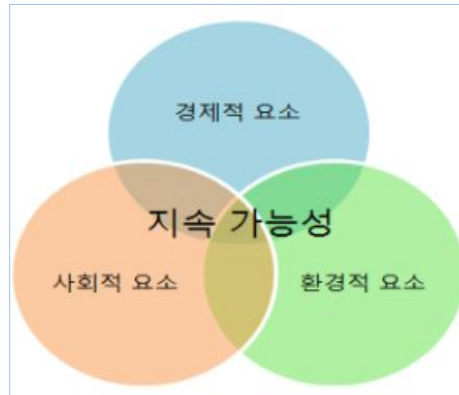 경제적 요소
지속 가능성
사회적 요소
환경적 요소